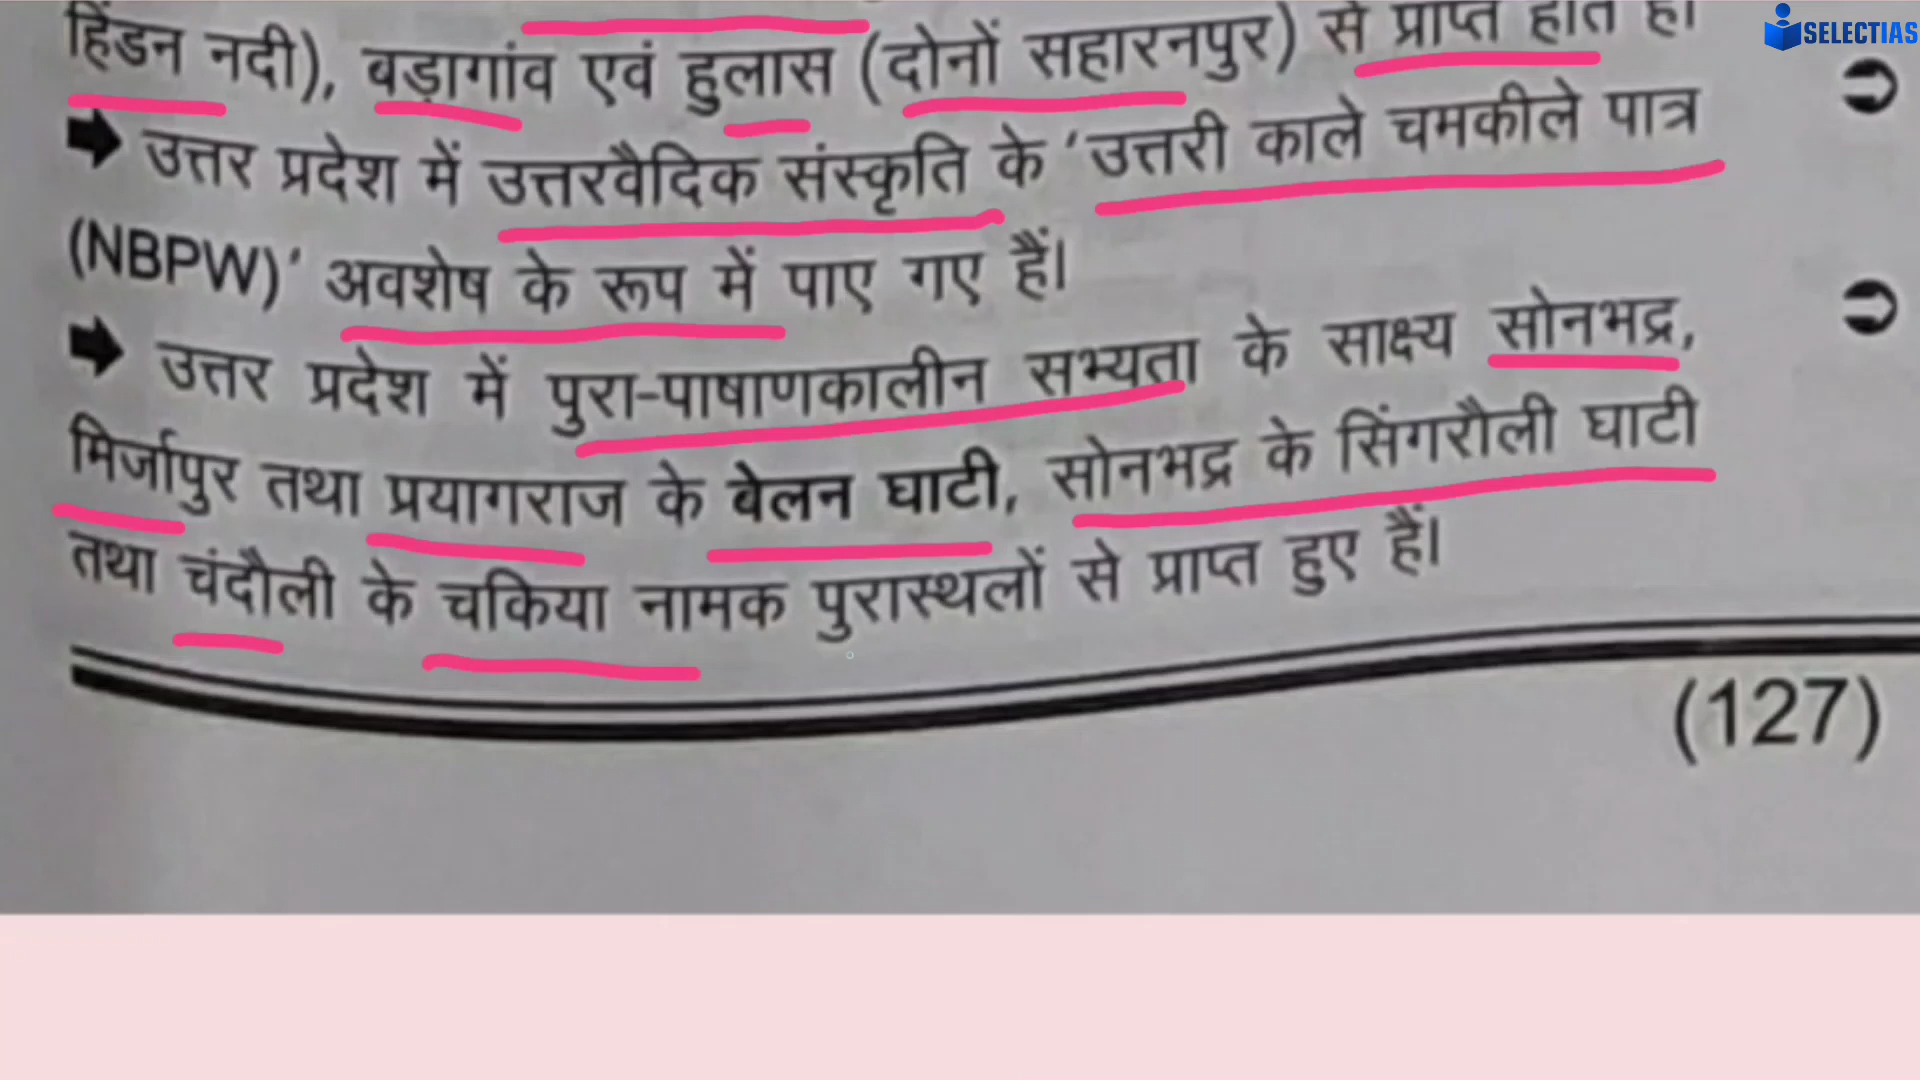 SELECTIAS
हिंडन नदी), बड़ागांव एवं हुलास (दोनों सहारनपुर) से प्राप्त होते हैं।
उत्तर प्रदेश में उत्तरवैदिक संस्कृति के ‘उत्तरी काले चमकीले पात्र
(NBPW)’ अवशेष के रूप में पाए गए हैं।
उत्तर प्रदेश में पुरा-पाषाणकालीन सभ्यता के साक्ष्य सोनभद्र,
मिर्जापुर तथा प्रयागराज के बेलन घाटी, सोनभद्र के सिंगरौली घाटी
तथा चंदौली के चकिया नामक पुरास्थलों से प्राप्त हुए हैं।
(127)